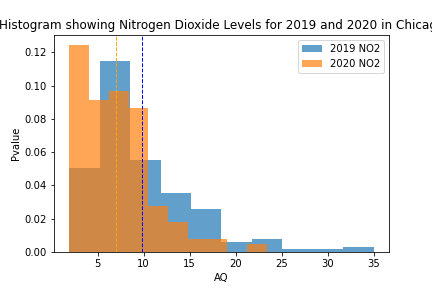 Histogram showing Nitrogen Dioxide Levels for 2019 and 2020 in Chicag
2019 NO2
2020 NO2
0.12
0.10
0.08
0.06
0.04
0.02
0.00
Pvalue
5
10
15
20
25
30
35
AQ